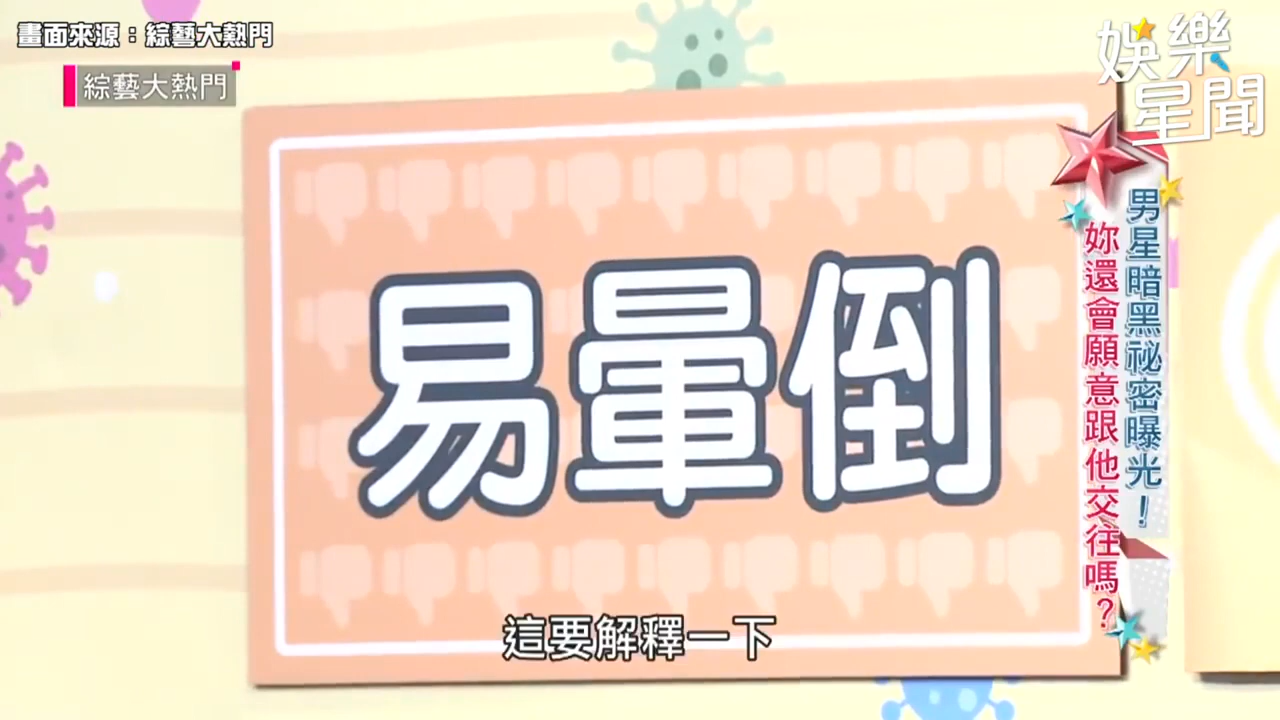 畫面來源：綜藝大熱門
綜藝大熱門
娛樂
星聞
男星暗黑祕密曝光！
妳還會願意跟他交往嗎？
易暈倒
這要解釋一下